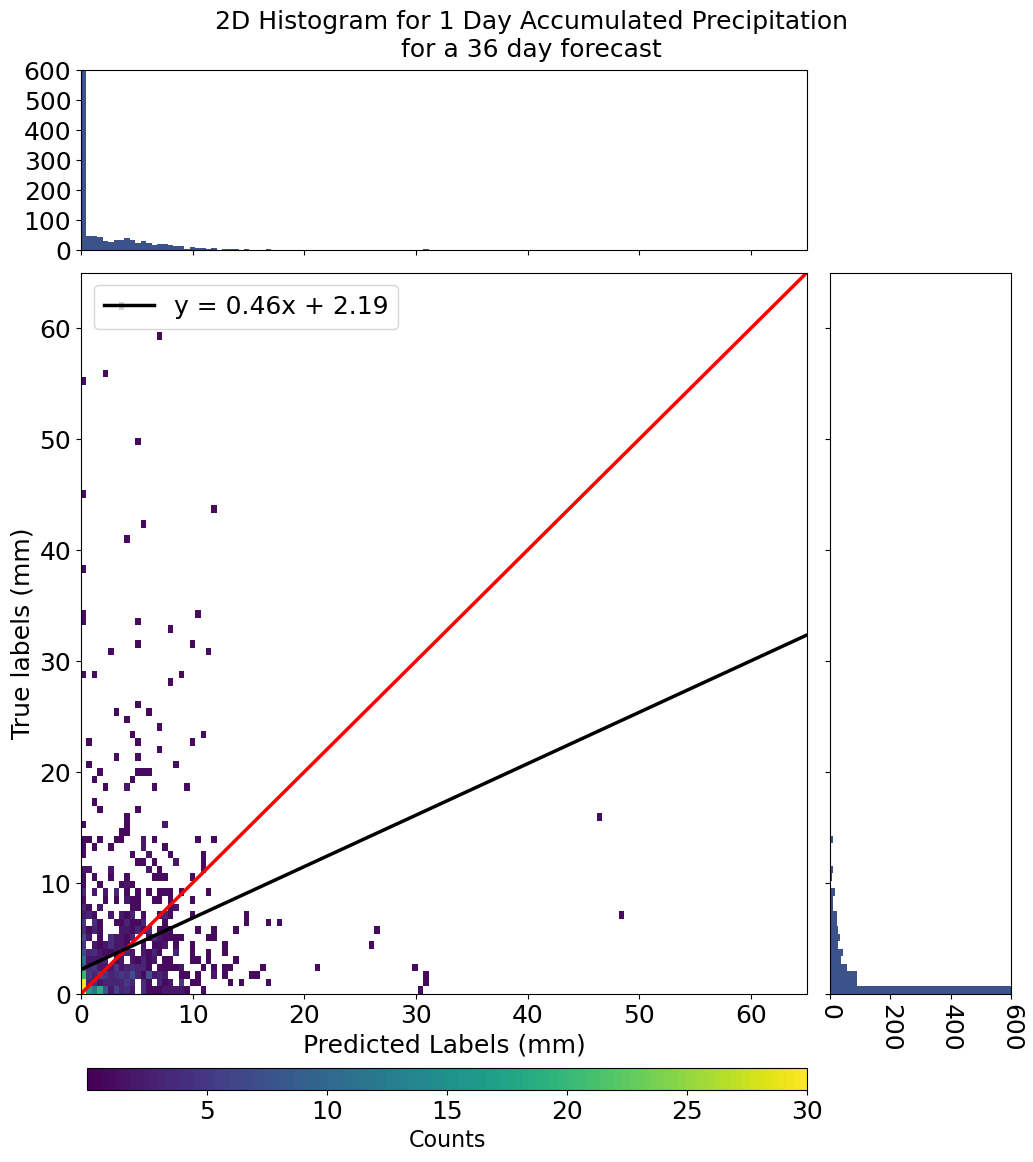 2D Histogram for 1 Day Accumulated Precipitation
for a 36 day forecast
600
500
400
300
200
100
0
y = 0.46x + 2.19
True labels (mm)
60
50
40
30
20
10
0
0 10 20 30 40 50 60
Predicted Labels (mm)
0 200 400 600
5 10 15 20 25 30
Counts